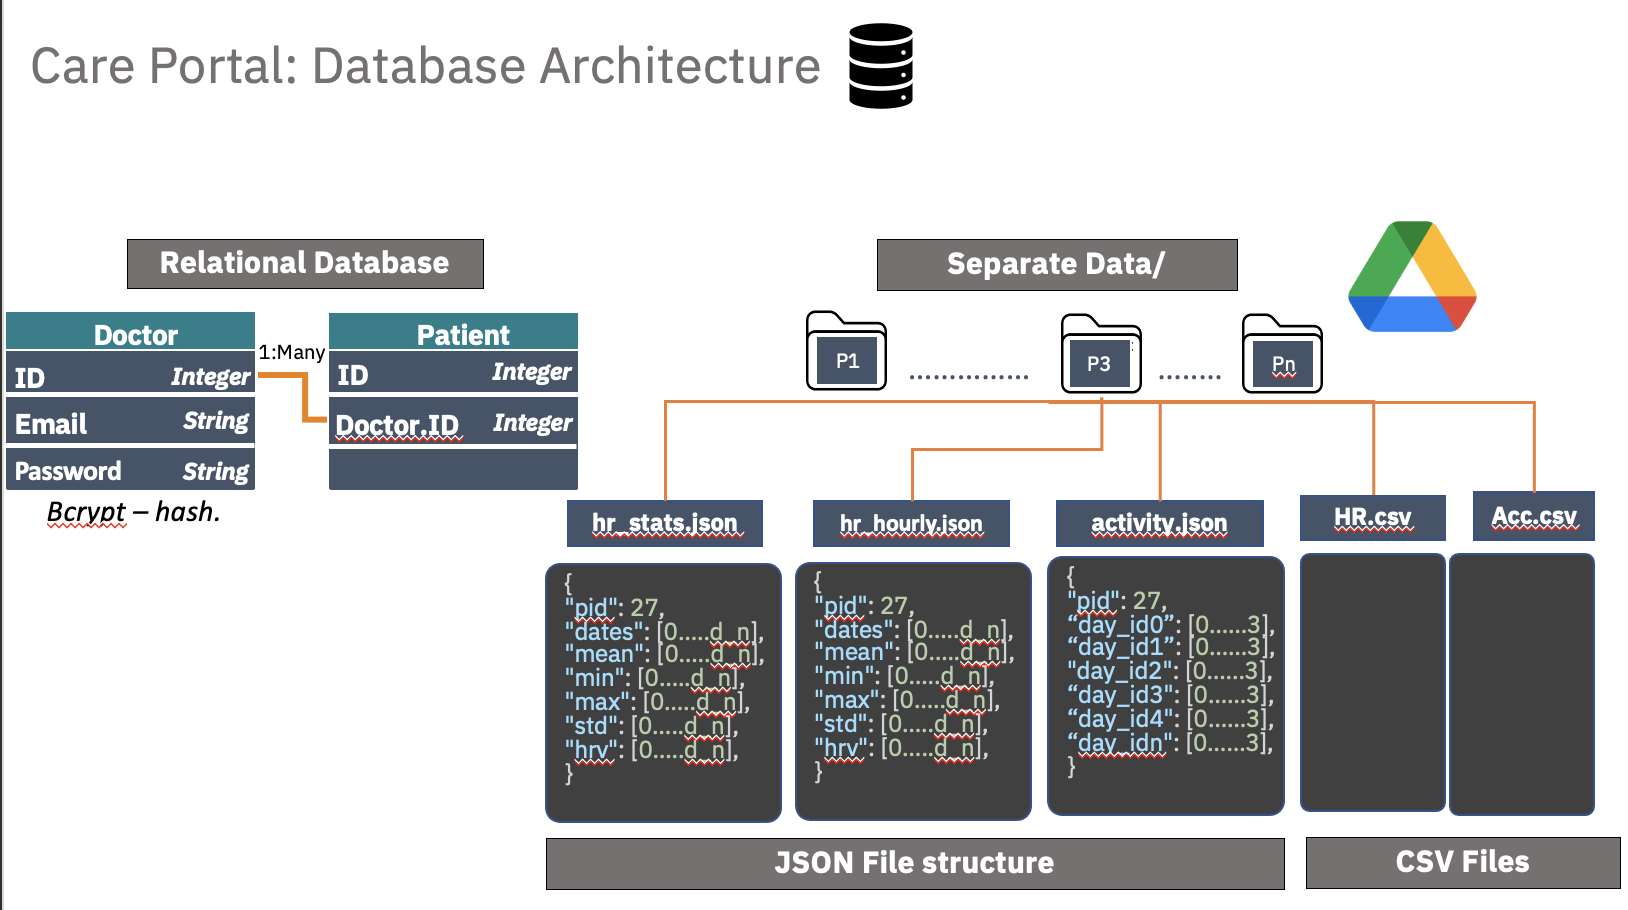 Care Portal: Database Architecture
Relational Database
Doctor
ID Integer
Email String
Password String
Bcrypt – hash.
1:Many
Patient
ID Integer
Doctor.ID Integer
Separate Data/
P1 .............. P3 ........ Pn
hr_stats.json
{
"pid": 27,
"dates": [0.....d_n],
"mean": [0.....d_n],
"min": [0.....d_n],
"max": [0.....d_n],
"std": [0.....d_n],
"hrv": [0.....d_n],
}
hr_hourly.json
{
"pid": 27,
"dates": [0.....d_n],
"mean": [0.....d_n],
"min": [0.....d_n],
"max": [0.....d_n],
"std": [0.....d_n],
"hrv": [0.....d_n],
}
activity.json
{
"pid": 27,
“day_id0”: [0......3],
“day_id1”: [0......3],
"day_id2": [0......3],
“day_id3": [0......3],
“day_id4": [0......3],
“day_idn": [0......3],
}
HR.csv
Acc.csv
JSON File structure
CSV Files